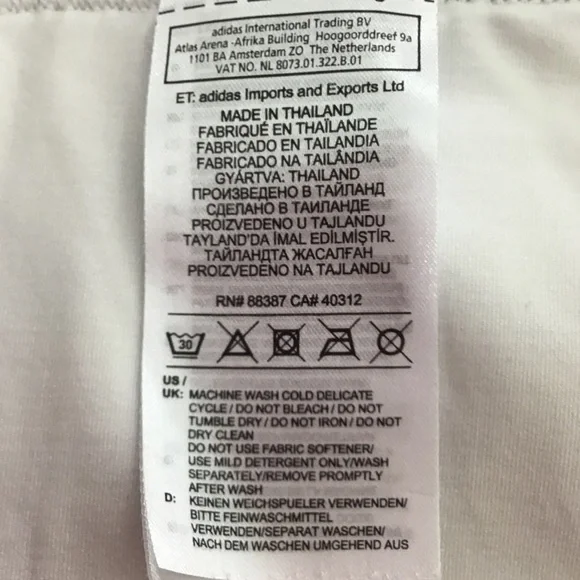 adidas International Trading BV
Atlas Arena -Afrika Building Hoogoorddreef 9a
1101 BA Amsterdam ZO The Netherlands
VAT NO. NL 8073.01.322.B.01
ET: adidas Imports and Exports Ltd
MADE IN THAILAND
FABRIQUÉ EN THAÏLANDE
FABRICADO EN TAILANDIA
FABRICADO NA TAILÂNDIA
GYÁRTVA: THAILAND
ПРОИЗВЕДЕНО В ТАЙЛАНД
СДЕЛАНО В ТАИЛАНДЕ
PROIZVEDENO U TAJLANDU
TAYLAND'DA İMAL EDİLMİŞTİR.
ТАЙЛАНДТА ЖАСАЛҒАН
PROIZVEDENO NA TAJLANDU
RN# 88387 CA# 40312
30
US /
UK: MACHINE WASH COLD DELICATE
CYCLE / DO NOT BLEACH / DO NOT
TUMBLE DRY / DO NOT IRON / DO NOT
DRY CLEAN
DO NOT USE FABRIC SOFTENER/
USE MILD DETERGENT ONLY/WASH
SEPARATELY/REMOVE PROMPTLY
AFTER WASH
D: KEINEN WEICHSPUELER VERWENDEN/
BITTE FEINWASCHMITTEL
VERWENDEN/SEPARAT WASCHEN/
NACH DEM WASCHEN UMGEHEND AUS